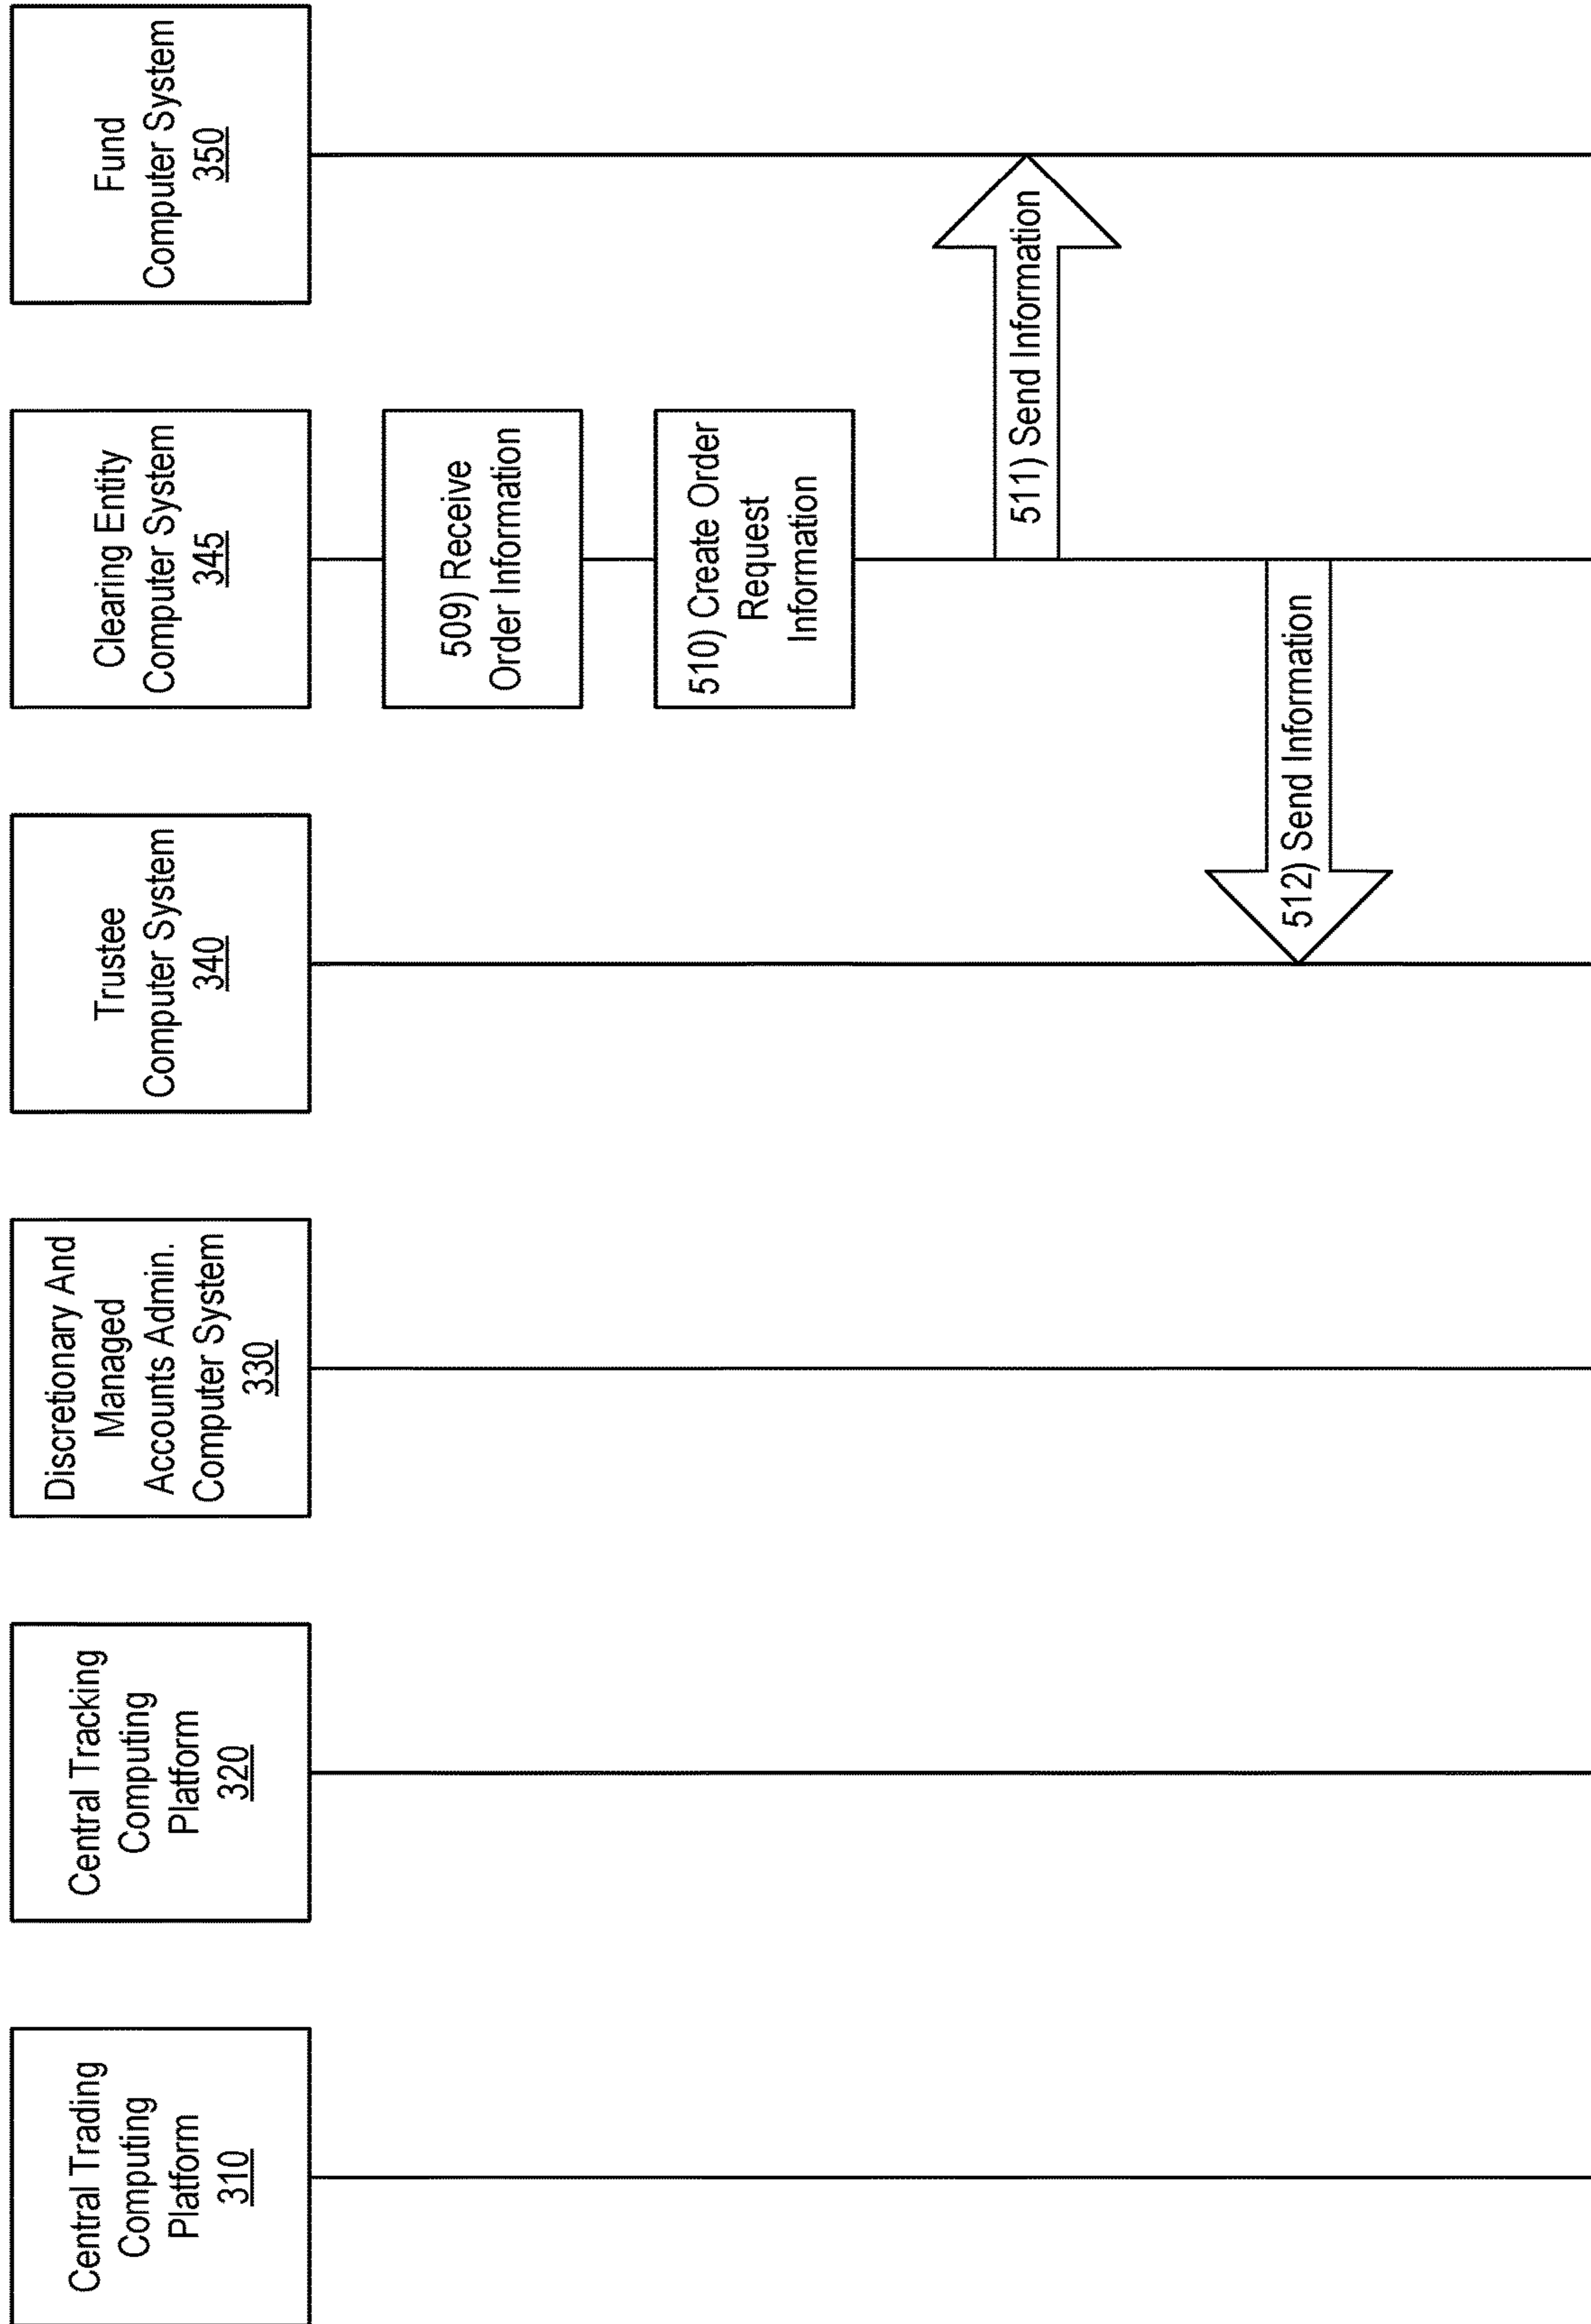 Central Trading
Computing
Platform
310
Central Tracking
Computing
Platform
320
Discretionary And
Managed
Accounts Admin.
Computer System
330
Trustee
Computer System
340
Clearing Entity
Computer System
345
Fund
Computer System
350
509) Receive
Order Information
510) Create Order
Request
Information
511) Send Information
512) Send Information